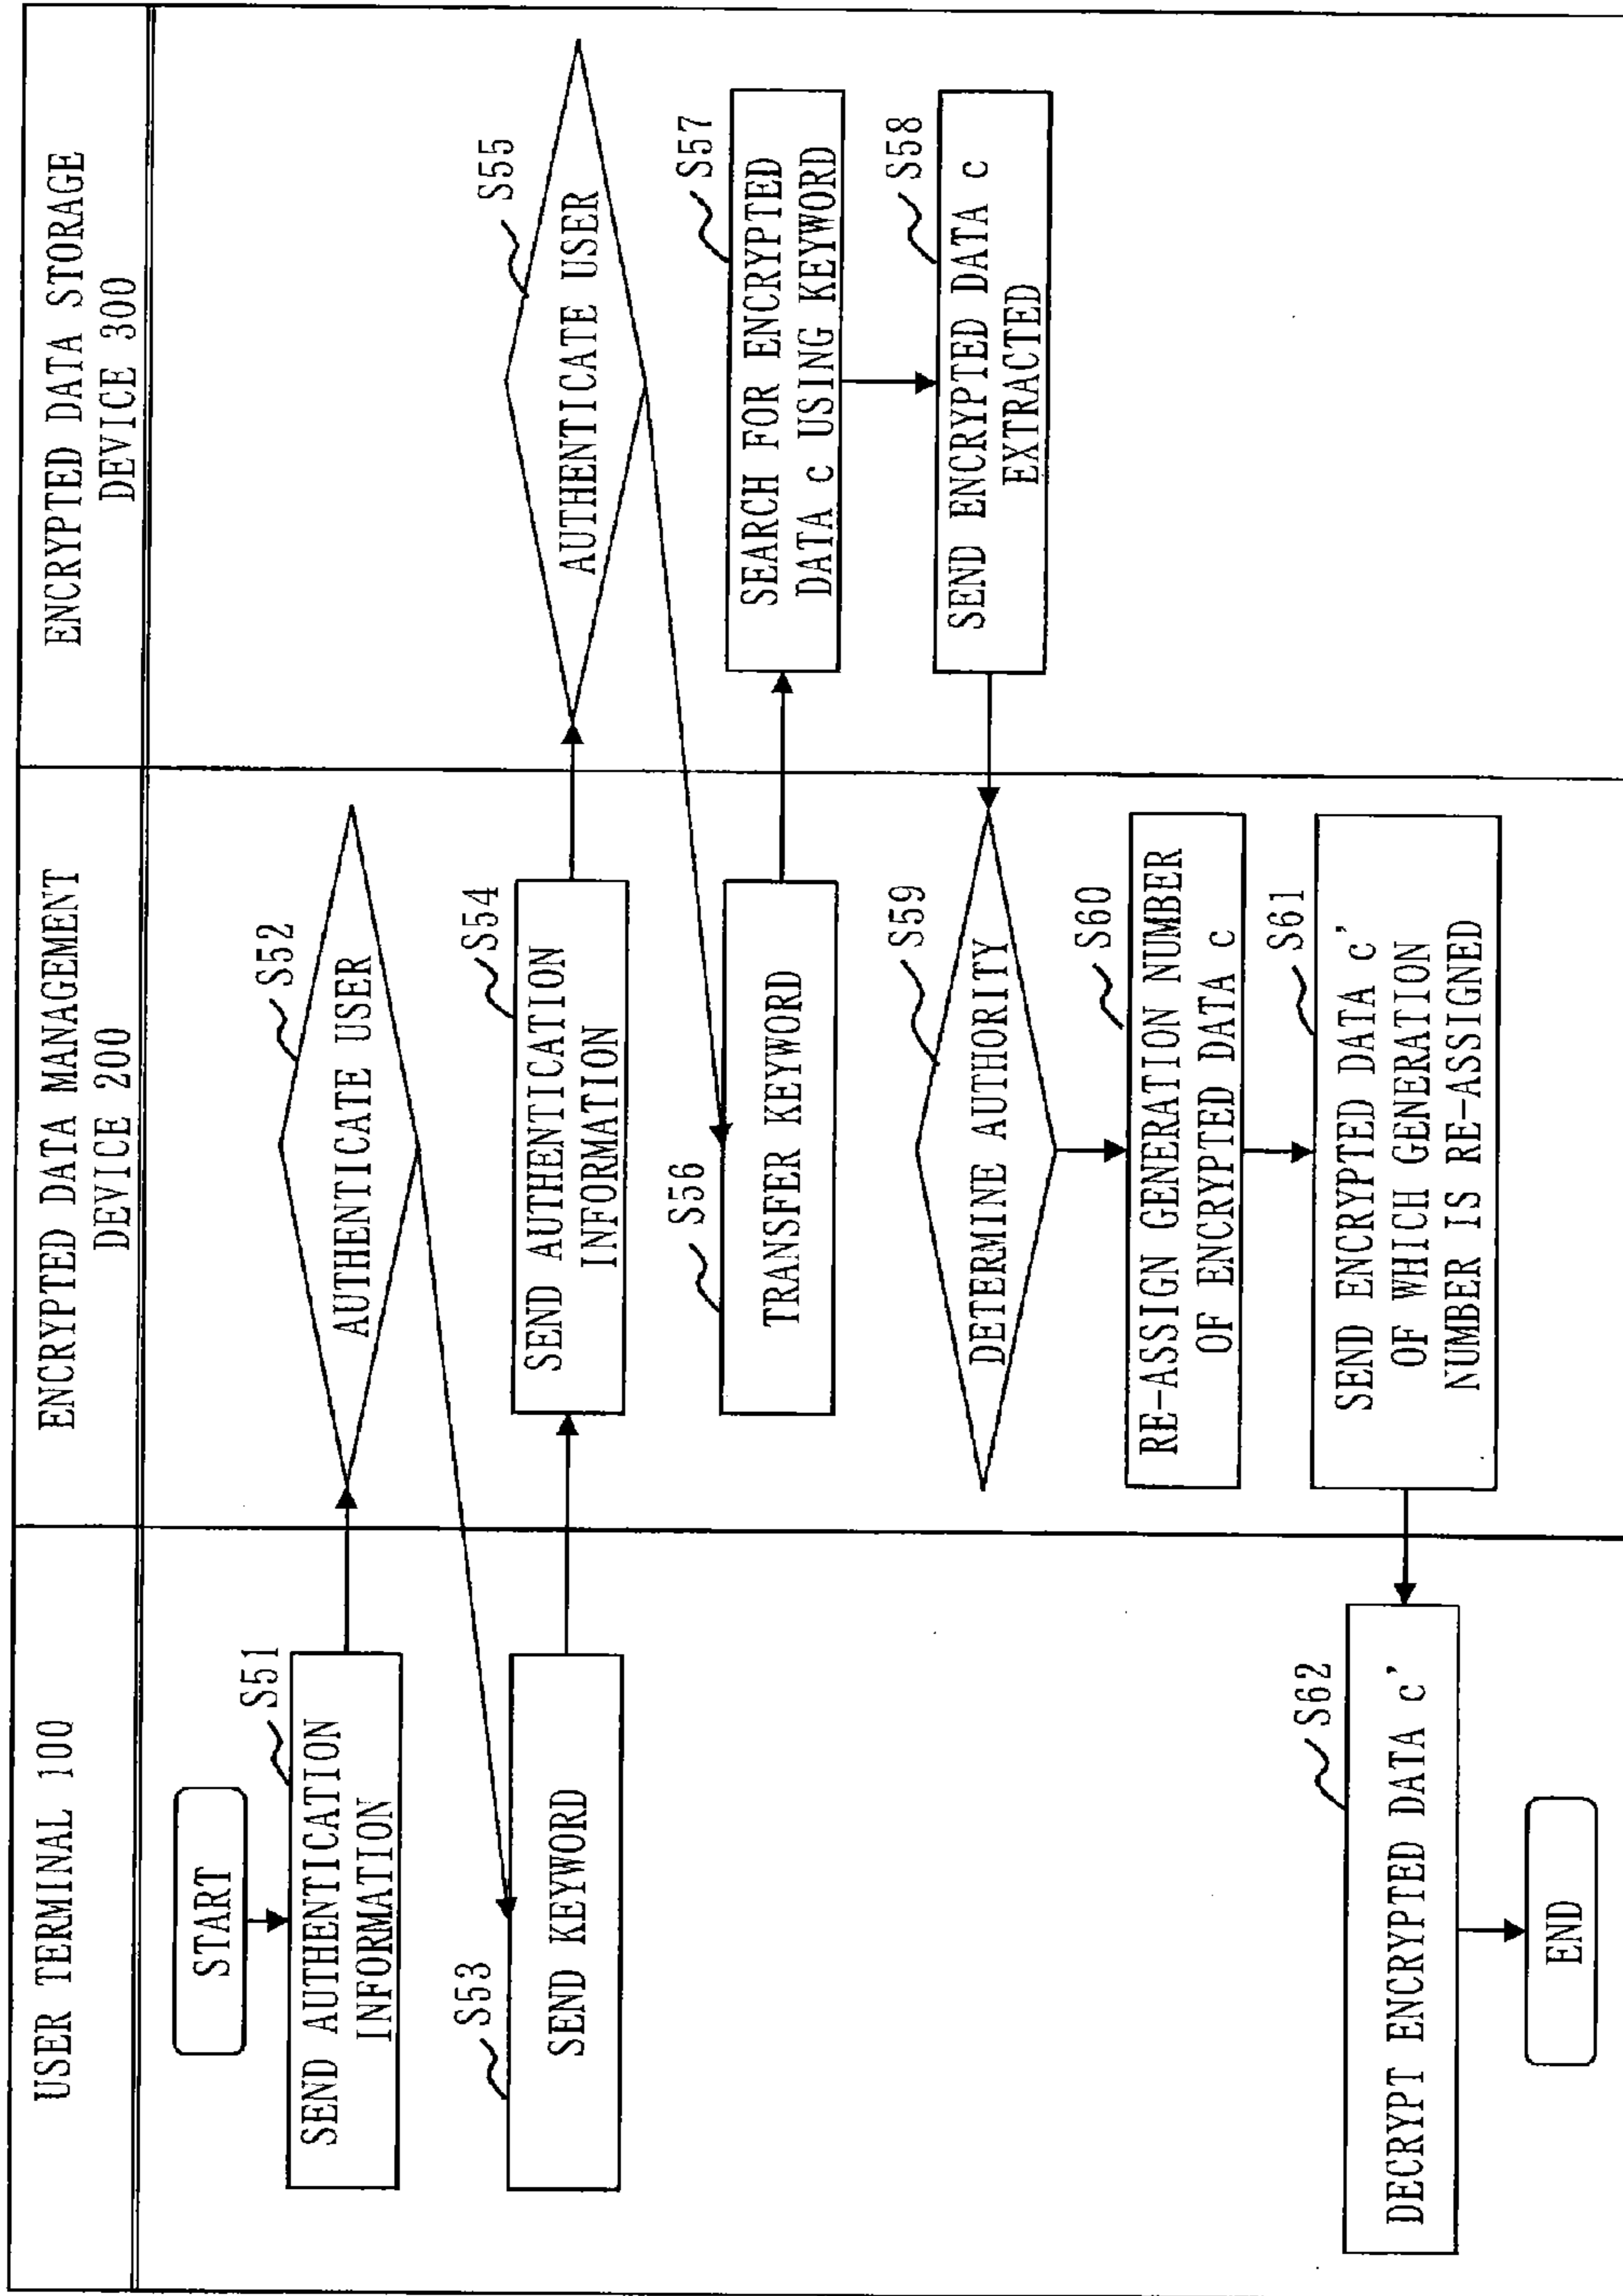 USER TERMINAL 100
ENCRYPTED DATA MANAGEMENT
DEVICE 200
ENCRYPTED DATA STORAGE
DEVICE 300
START
S51
SEND AUTHENTICATION
INFORMATION
S52
AUTHENTICATE USER
S53
SEND KEYWORD
S54
SEND AUTHENTICATION
INFORMATION
S55
AUTHENTICATE USER
S56
TRANSFER KEYWORD
S57
SEARCH FOR ENCRYPTED
DATA c USING KEYWORD
S58
SEND ENCRYPTED DATA c
EXTRACTED
S59
DETERMINE AUTHORITY
S60
RE-ASSIGN GENERATION NUMBER
OF ENCRYPTED DATA c
S61
SEND ENCRYPTED DATA c'
OF WHICH GENERATION
NUMBER IS RE-ASSIGNED
S62
DECRYPT ENCRYPTED DATA c'
END